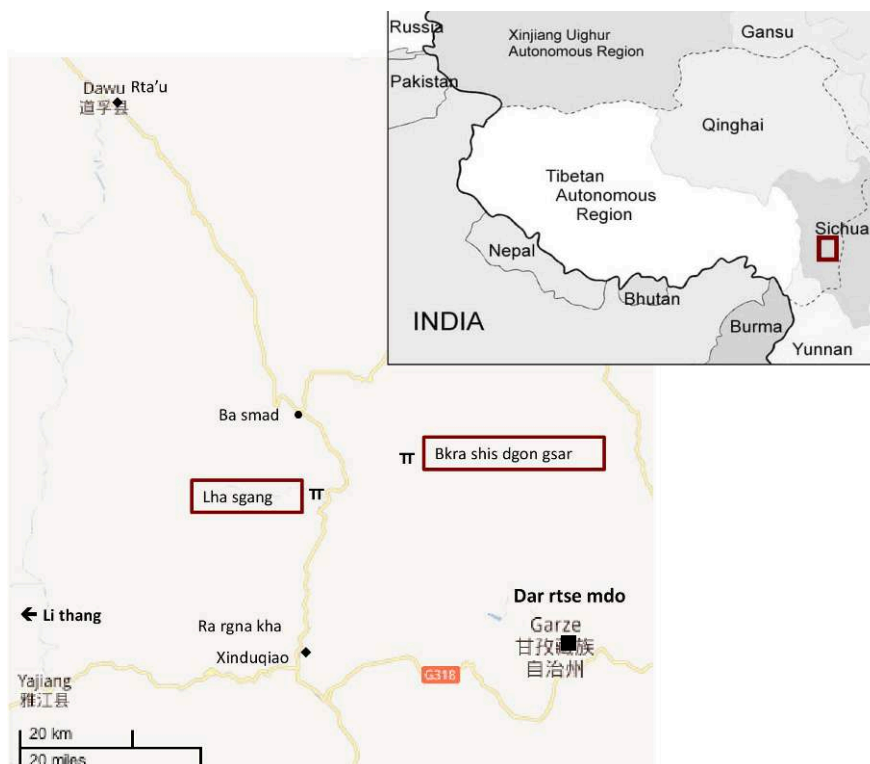 Russia
Xinjiang Uighur
Autonomous Region
Gansu
Pakistan
Qinghai
Tibetan
Autonomous
Region
Sichua
Nepal
Bhutan
INDIA
Burma
Yunnan
Dawu Rta'u
道孚县
Ba smad
Bkra shis dgon gsar
Lha sgang
Dar rtse mdo
← Li thang
Garze
甘孜藏族
自治州
Ra rgna kha
Xinduqiao
G318
Yajiang
雅江县
20 km
20 miles